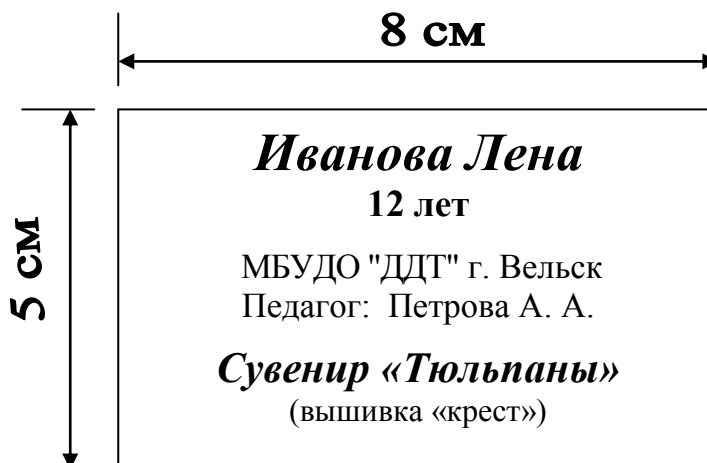 8 см
5 см
Иванова Лена
12 лет
МБУДО "ДДТ" г. Вельск
Педагог: Петрова А. А.
Сувенир «Тюльпаны»
(вышивка «крест»)